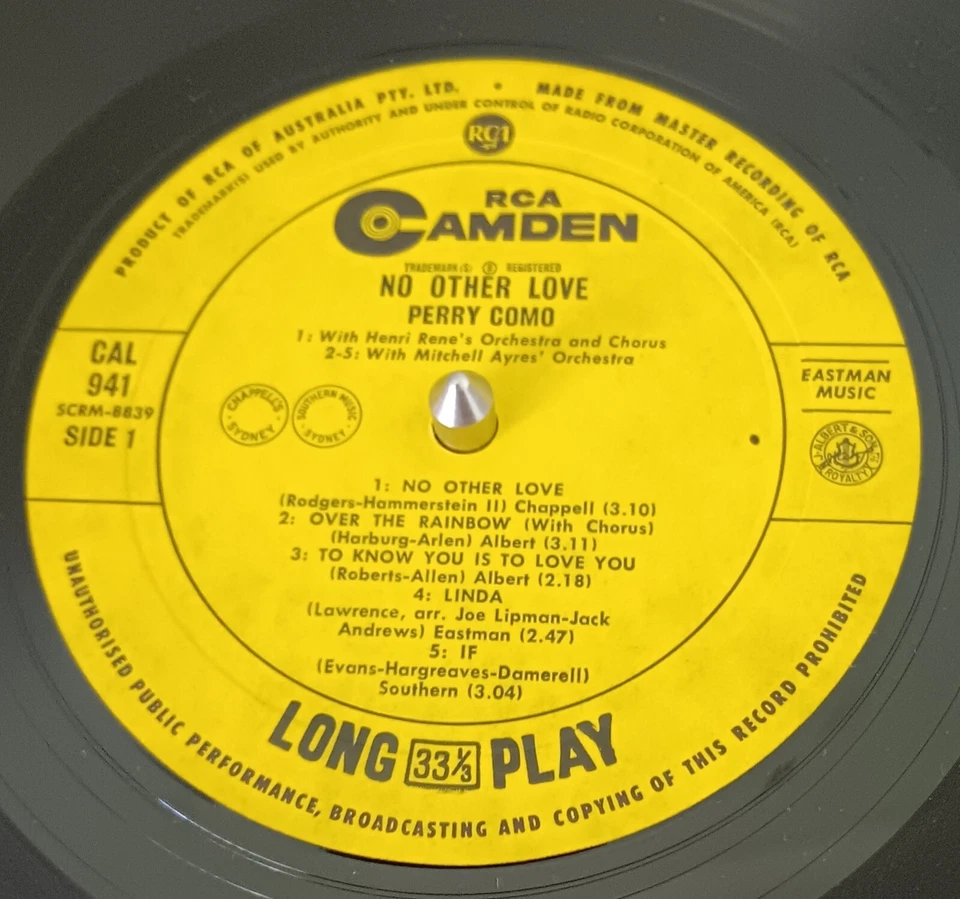 PRODUCT OF RCA OF AUSTRALIA PTY. LTD. • MADE FROM MASTER RECORDING OF RCA
TRADEMARK(S) USED BY AUTHORITY AND UNDER CONTROL OF RADIO CORPORATION OF AMERICA (RCA)
RCA
RCA
CAMDEN
TRADEMARK(S) ® REGISTERED
NO OTHER LOVE
PERRY COMO
1: With Henri Rene's Orchestra and Chorus
2-5: With Mitchell Ayres' Orchestra
CAL
941
SCRM-8839
SIDE 1
CHAPPELL'S
SYDNEY
SOUTHERN MUSIC
SYDNEY
EASTMAN
MUSIC
J. ALBERT & SON
ROYALTY
1: NO OTHER LOVE
(Rodgers-Hammerstein II) Chappell (3.10)
2: OVER THE RAINBOW (With Chorus)
(Harburg-Arlen) Albert (3.11)
3: TO KNOW YOU IS TO LOVE YOU
(Roberts-Allen) Albert (2.18)
4: LINDA
(Lawrence, arr. Joe Lipman-Jack
Andrews) Eastman (2.47)
5: IF
(Evans-Hargreaves-Damerell)
Southern (3.04)
LONG 33⅓ PLAY
UNAUTHORISED PUBLIC PERFORMANCE, BROADCASTING AND COPYING OF THIS RECORD PROHIBITED